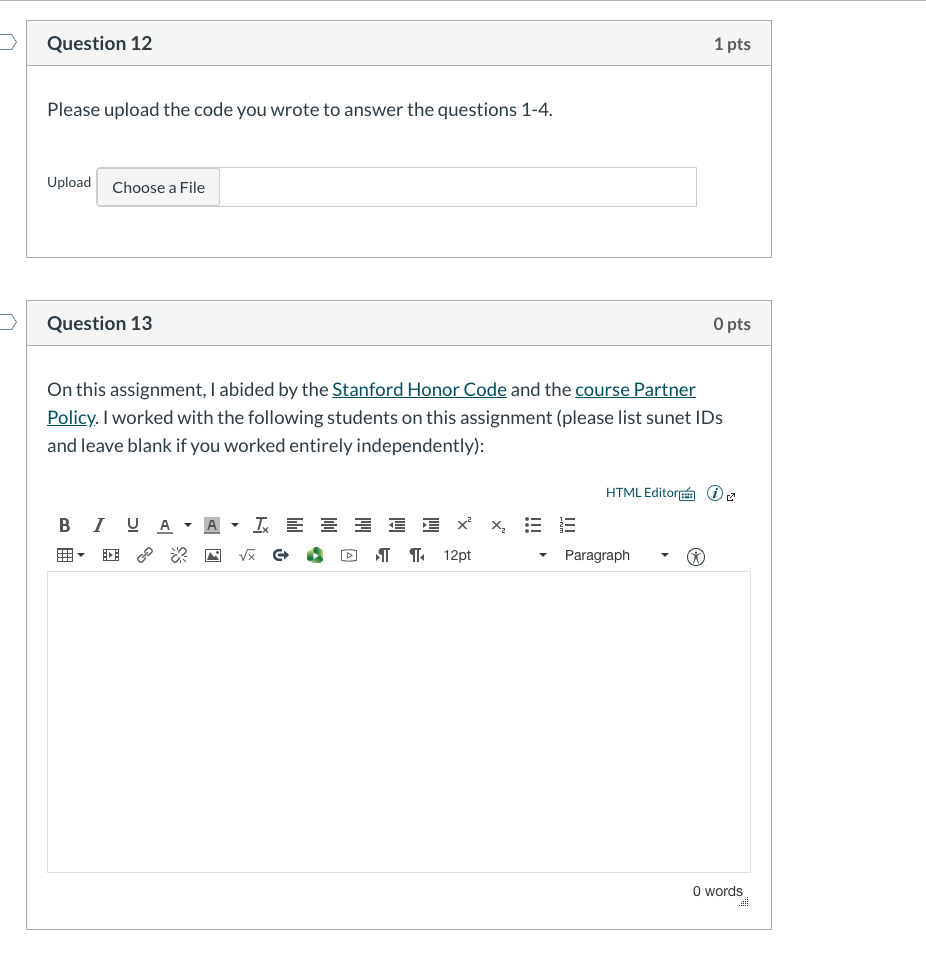 Question 12
1 pts
Please upload the code you wrote to answer the questions 1-4.
Upload
Choose a File
Question 13
0 pts
On this assignment, I abided by the Stanford Honor Code and the course Partner
Policy. I worked with the following students on this assignment (please list sunet IDs
and leave blank if you worked entirely independently):
HTML Editor
12pt
Paragraph
0 words